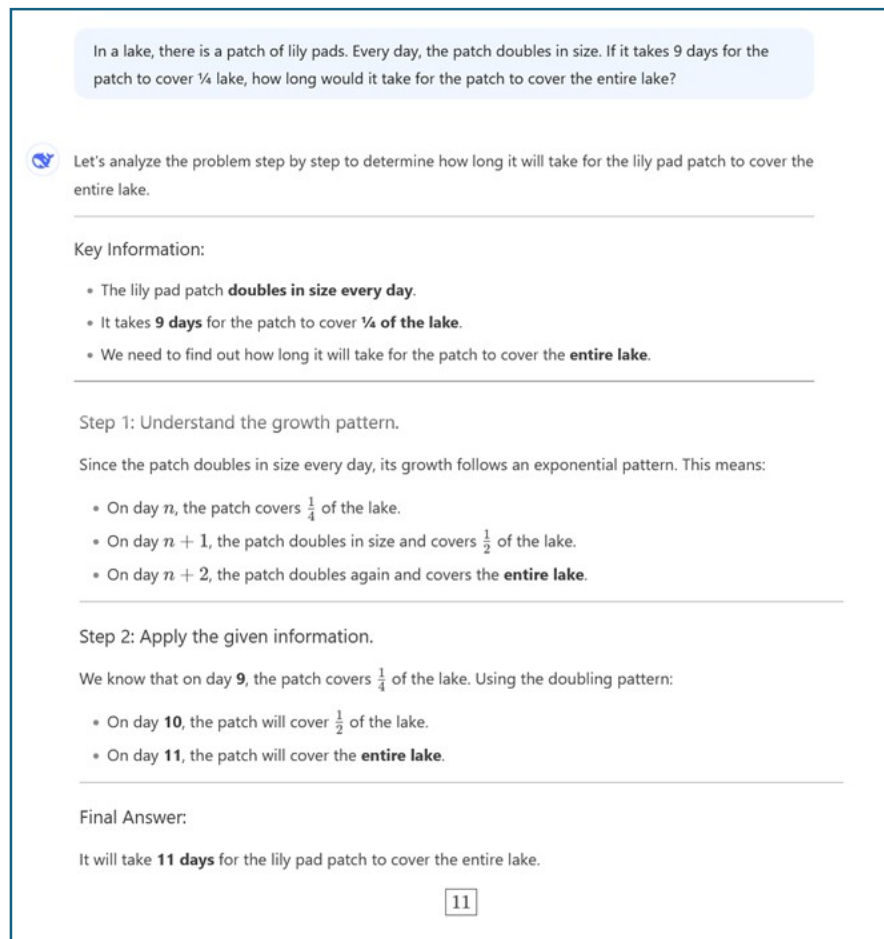 In a lake, there is a patch of lily pads. Every day, the patch doubles in size. If it takes 9 days for the
patch to cover ¼ lake, how long would it take for the patch to cover the entire lake?
Let's analyze the problem step by step to determine how long it will take for the lily pad patch to cover the
entire lake.
Key Information:
• The lily pad patch doubles in size every day.
• It takes 9 days for the patch to cover ¼ of the lake.
• We need to find out how long it will take for the patch to cover the entire lake.
Step 1: Understand the growth pattern.
Since the patch doubles in size every day, its growth follows an exponential pattern. This means:
• On day n, the patch covers 1/4 of the lake.
• On day n + 1, the patch doubles in size and covers 1/2 of the lake.
• On day n + 2, the patch doubles again and covers the entire lake.
Step 2: Apply the given information.
We know that on day 9, the patch covers 1/4 of the lake. Using the doubling pattern:
• On day 10, the patch will cover 1/2 of the lake.
• On day 11, the patch will cover the entire lake.
Final Answer:
It will take 11 days for the lily pad patch to cover the entire lake.
11